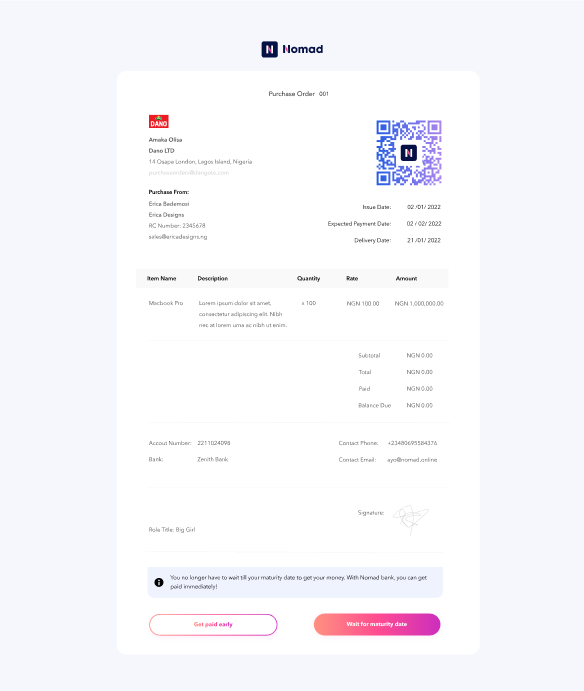 N Nomad
Purchase Order 001
DANO
Amaka Olisa
Dano LTD
14 Osapa London, Lagos Island, Nigeria
N
Purchase From:
Erica Bademosi
Erica Designs
RC Number: 2345678
sales@ericadesigns.ng
Issue Date: 02 /01/ 2022
Expected Payment Date: 02 / 02/ 2022
Delivery Date: 21 /01/ 2022
Item Name Description Quantity Rate Amount
Macbook Pro Lorem ipsum dolor sit amet, x 100 NGN 100.00 NGN 1,000,000.00
consectetur adipiscing elit. Nibh
nec at lorem urna ac nibh ut enim.
Subtotal NGN 0.00
Total NGN 0.00
Paid NGN 0.00
Balance Due NGN 0.00
Accout Number: 2211024098 Contact Phone: +23480695584376
Bank: Zenith Bank Contact Email: ayo@nomad.online
Signature:
Role Title: Big Girl
You no longer have to wait till your maturity date to get your money. With Nomad bank, you can get
paid immediately!
Get paid early Wait for maturity date